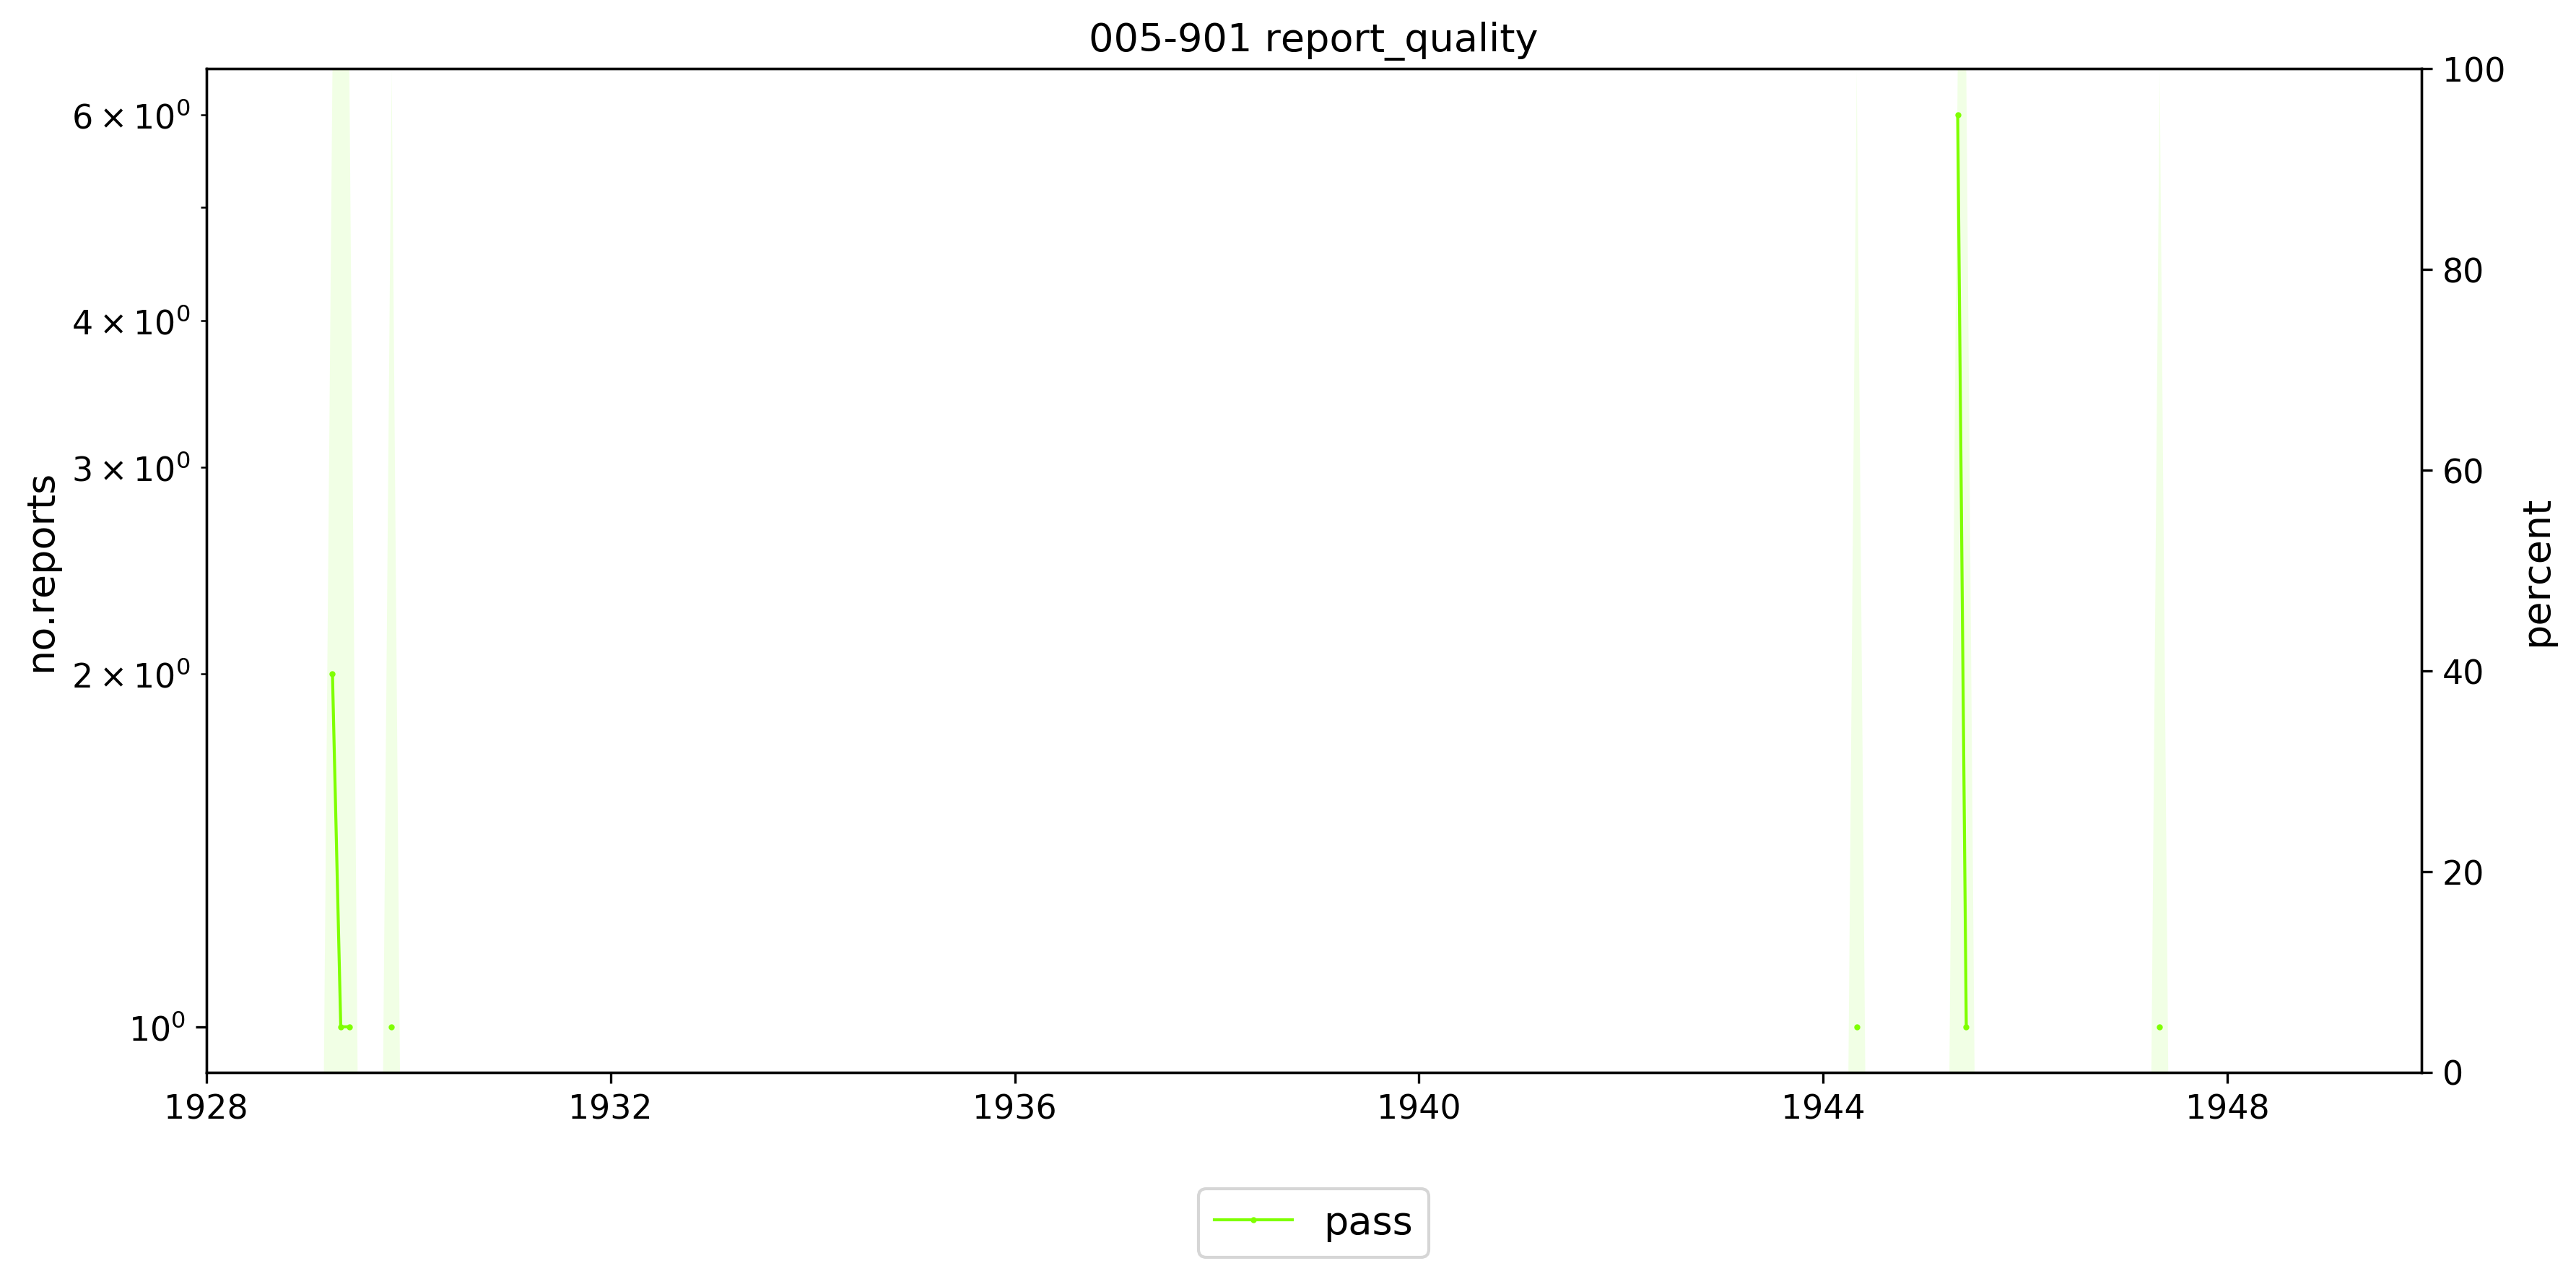 005-901 report_quality
6 × 10⁰
4 × 10⁰
3 × 10⁰
2 × 10⁰
10⁰
no.reports
100
80
60
40
20
0
percent
1928 1932 1936 1940 1944 1948
pass